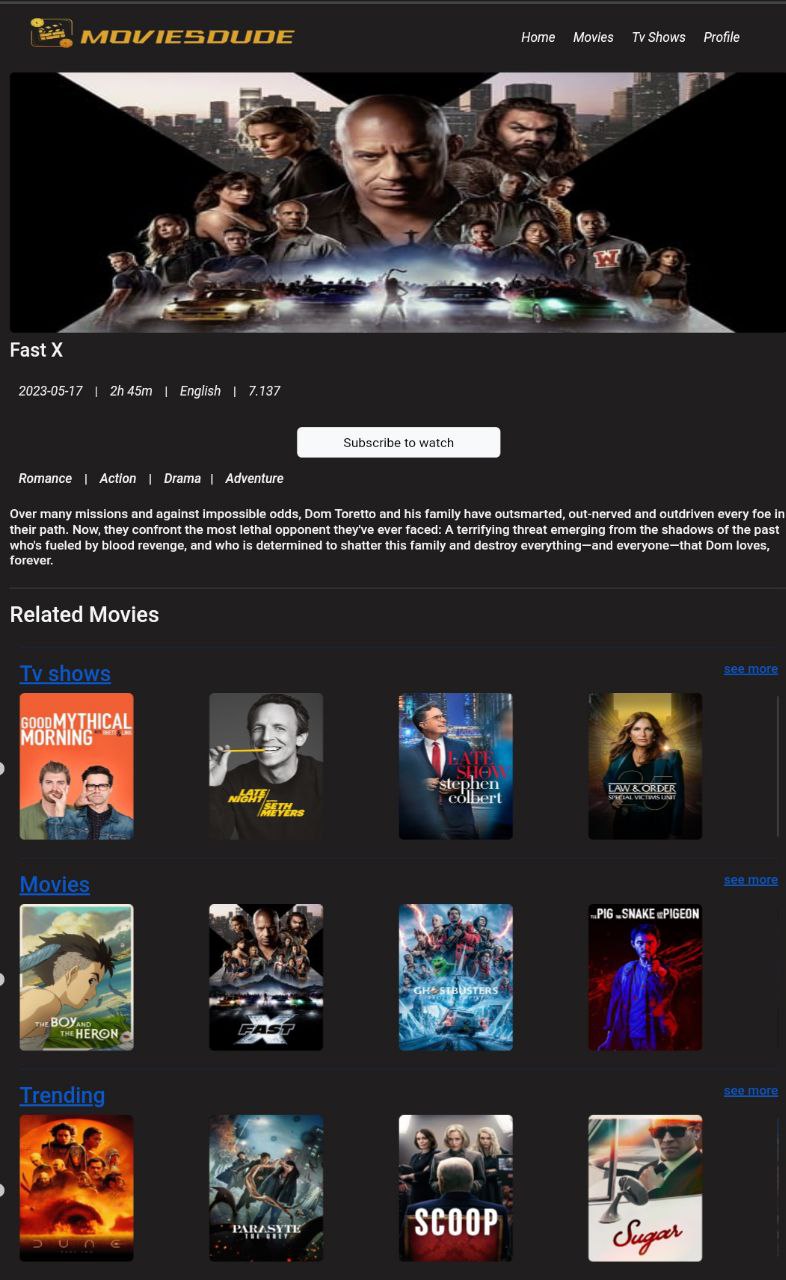 MOVIESDUDE
Home Movies Tv Shows Profile
W
Fast X
2023-05-17 | 2h 45m | English | 7.137
Subscribe to watch
Romance | Action | Drama | Adventure
Over many missions and against impossible odds, Dom Toretto and his family have outsmarted, out-nerved and outdriven every foe in
their path. Now, they confront the most lethal opponent they've ever faced: A terrifying threat emerging from the shadows of the past
who's fueled by blood revenge, and who is determined to shatter this family and destroy everything—and everyone—that Dom loves,
forever.
Related Movies
Tv shows
see more
GOOD MYTHICAL
MORNING WITH RHETT & LINK
LATE
NIGHT WITH
SETH
MEYERS
THE
LATE
SHOW
stephen
colbert
25
LAW & ORDER
SPECIAL VICTIMS UNIT
Movies
see more
THE BOY AND
THE HERON
FAST X
GHOSTBUSTERS
THE PIG THE SNAKE AND THE PIGEON
Trending
see more
DUNE
PARASYTE
THE GREY
SCOOP
Sugar